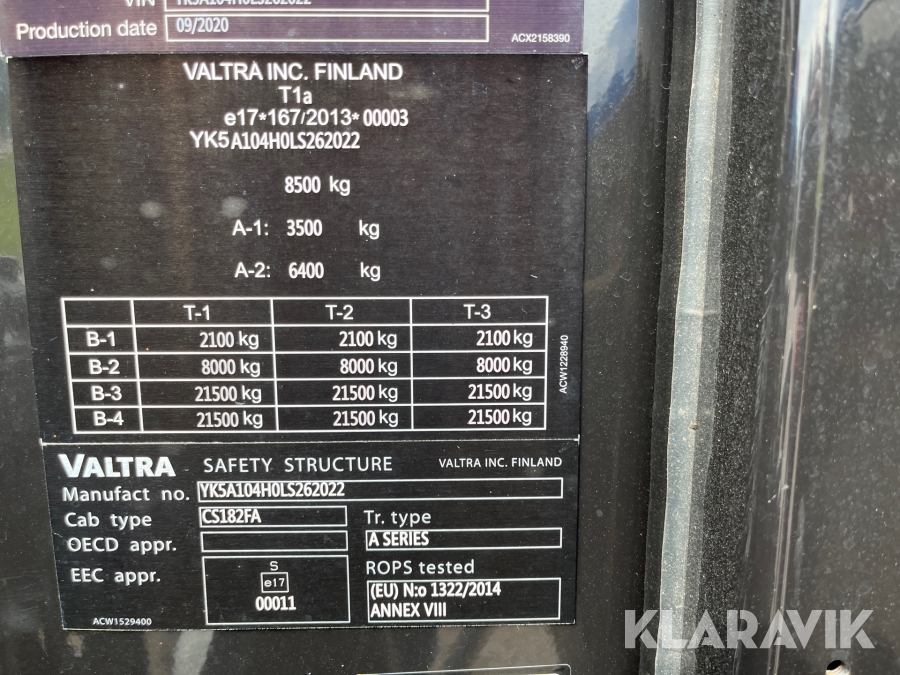 VIN YK5A104H0LS262022
Production date 09/2020
ACX2158390
VALTRA INC. FINLAND
T1a
e17*167/2013*00003
YK5A104H0LS262022
8500 kg
A-1: 3500 kg
A-2: 6400 kg
T-1 T-2 T-3
B-1 2100 kg 2100 kg 2100 kg
B-2 8000 kg 8000 kg 8000 kg
B-3 21500 kg 21500 kg 21500 kg
B-4 21500 kg 21500 kg 21500 kg
ACW1228940
VALTRA SAFETY STRUCTURE VALTRA INC. FINLAND
Manufact no. YK5A104H0LS262022
Cab type CS182FA Tr. type
OECD appr. A SERIES
EEC appr. S e17 00011 ROPS tested
(EU) N:o 1322/2014
ANNEX VIII
ACW1529400
KLARAVIK